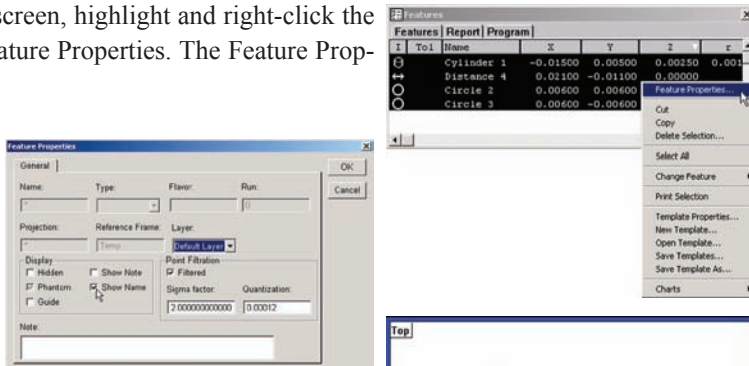 screen, highlight and right-click the
ature Properties. The Feature Prop-
Feature Properties
General
OK
Cancel
Name:
Type:
Flavor:
Run:
*
0
Projection:
Reference Frame:
Layer:
*
Temp
Default Layer
Display
Hidden
Show Note
Phantom
Show Name
Guide
Point Filtration
Filtered
Sigma factor:
Quantization:
2.000000000000
0.00012
Note:
Features
Features Report Program
I Tol Name X Y Z r
Cylinder 1 -0.01500 0.00500 0.00250 0.001
Distance 4 0.02100 -0.01100 0.00000
Circle 2 0.00600 0.00600
Circle 3 0.00600 -0.00600
Feature Properties...
Cut
Copy
Delete Selection...
Select All
Change Feature
Print Selection
Template Properties...
New Template...
Open Template...
Save Templates...
Save Template As...
Charts
Top